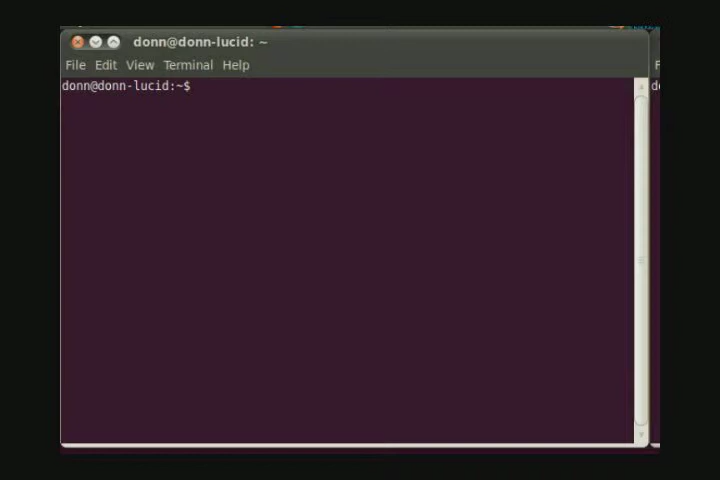 donn@donn-lucid: ~
File Edit View Terminal Help
donn@donn-lucid:~$